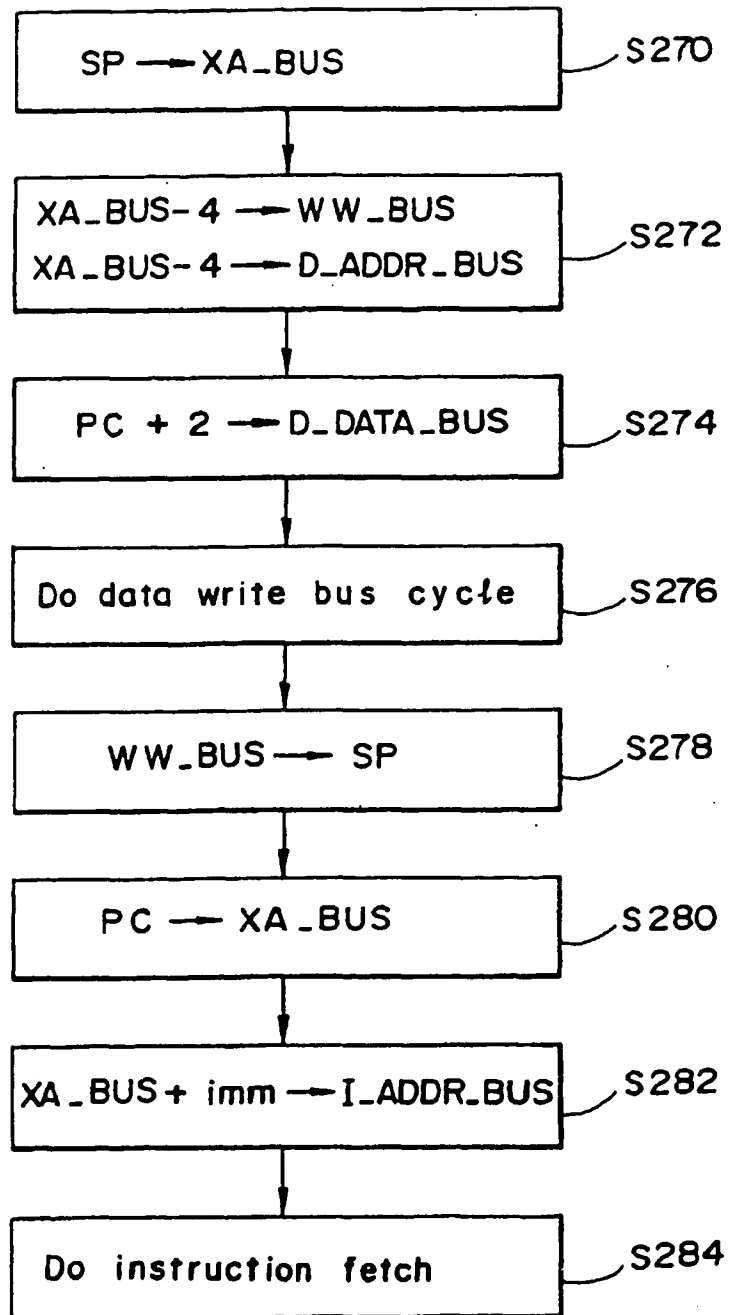 SP → XA_BUS
S270
XA_BUS-4 → WW_BUS
XA_BUS-4 → D_ADDR_BUS
S272
PC + 2 → D_DATA_BUS
S274
Do data write bus cycle
S276
WW_BUS → SP
S278
PC → XA_BUS
S280
XA_BUS + imm → I_ADDR_BUS
S282
Do instruction fetch
S284